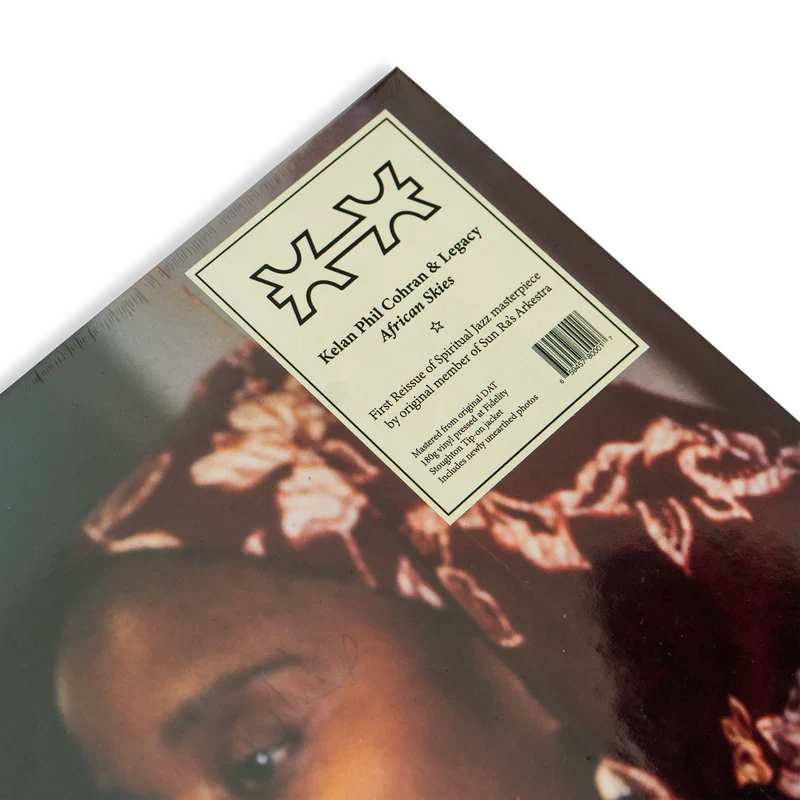 Kelan Phil Cohran & Legacy
African Skies
First Reissue of Spiritual Jazz masterpiece
by original member of Sun Ra's Arkestra
Mastered from original DAT
180g vinyl pressed at Fidelity
Stoughton Tip-on jacket
Includes newly unearthed photos